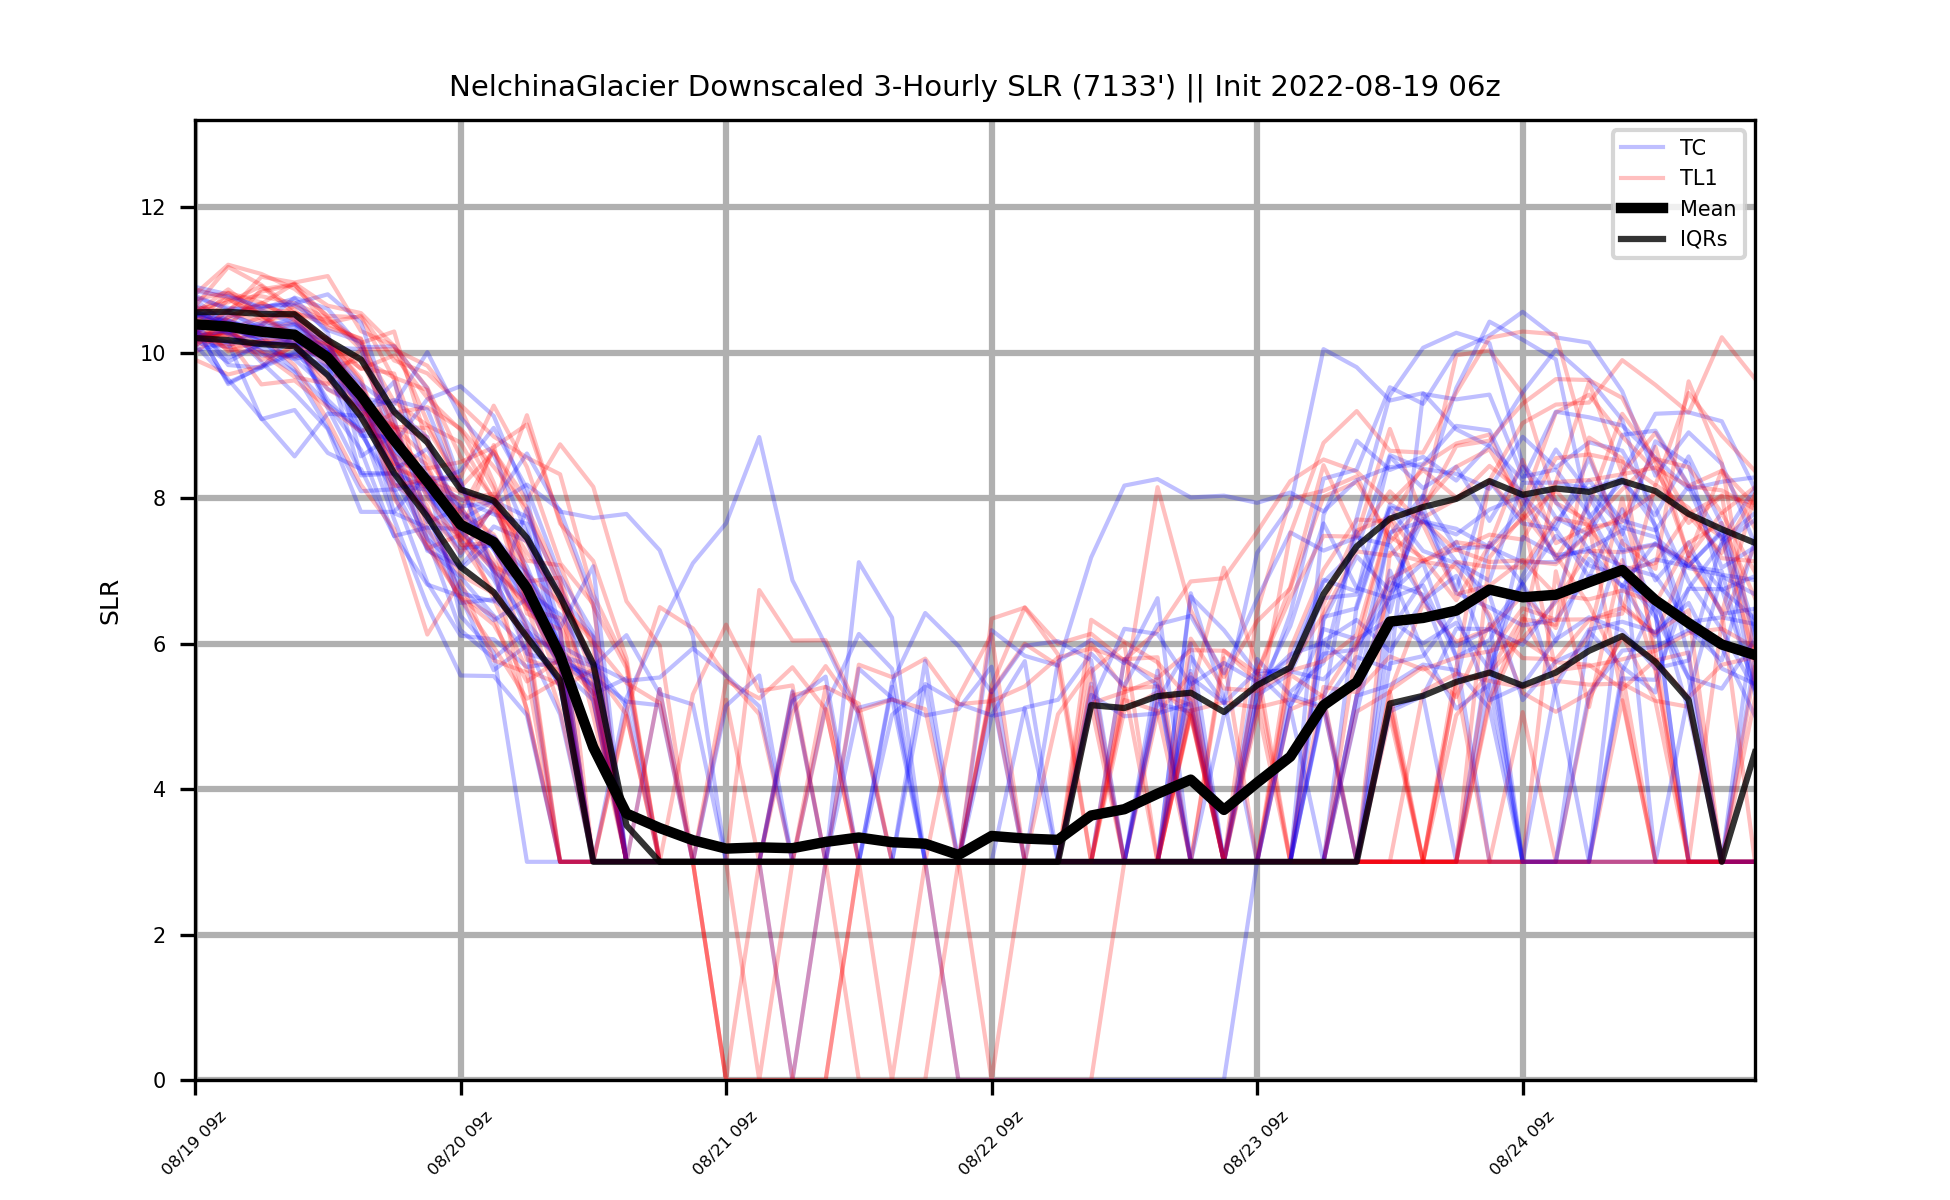 NelchinaGlacier Downscaled 3-Hourly SLR (7133') || Init 2022-08-19 06z
TC
TL1
Mean
IQRs
SLR
12
10
8
6
4
2
0
08/19 09z
08/20 09z
08/21 09z
08/22 09z
08/23 09z
08/24 09z